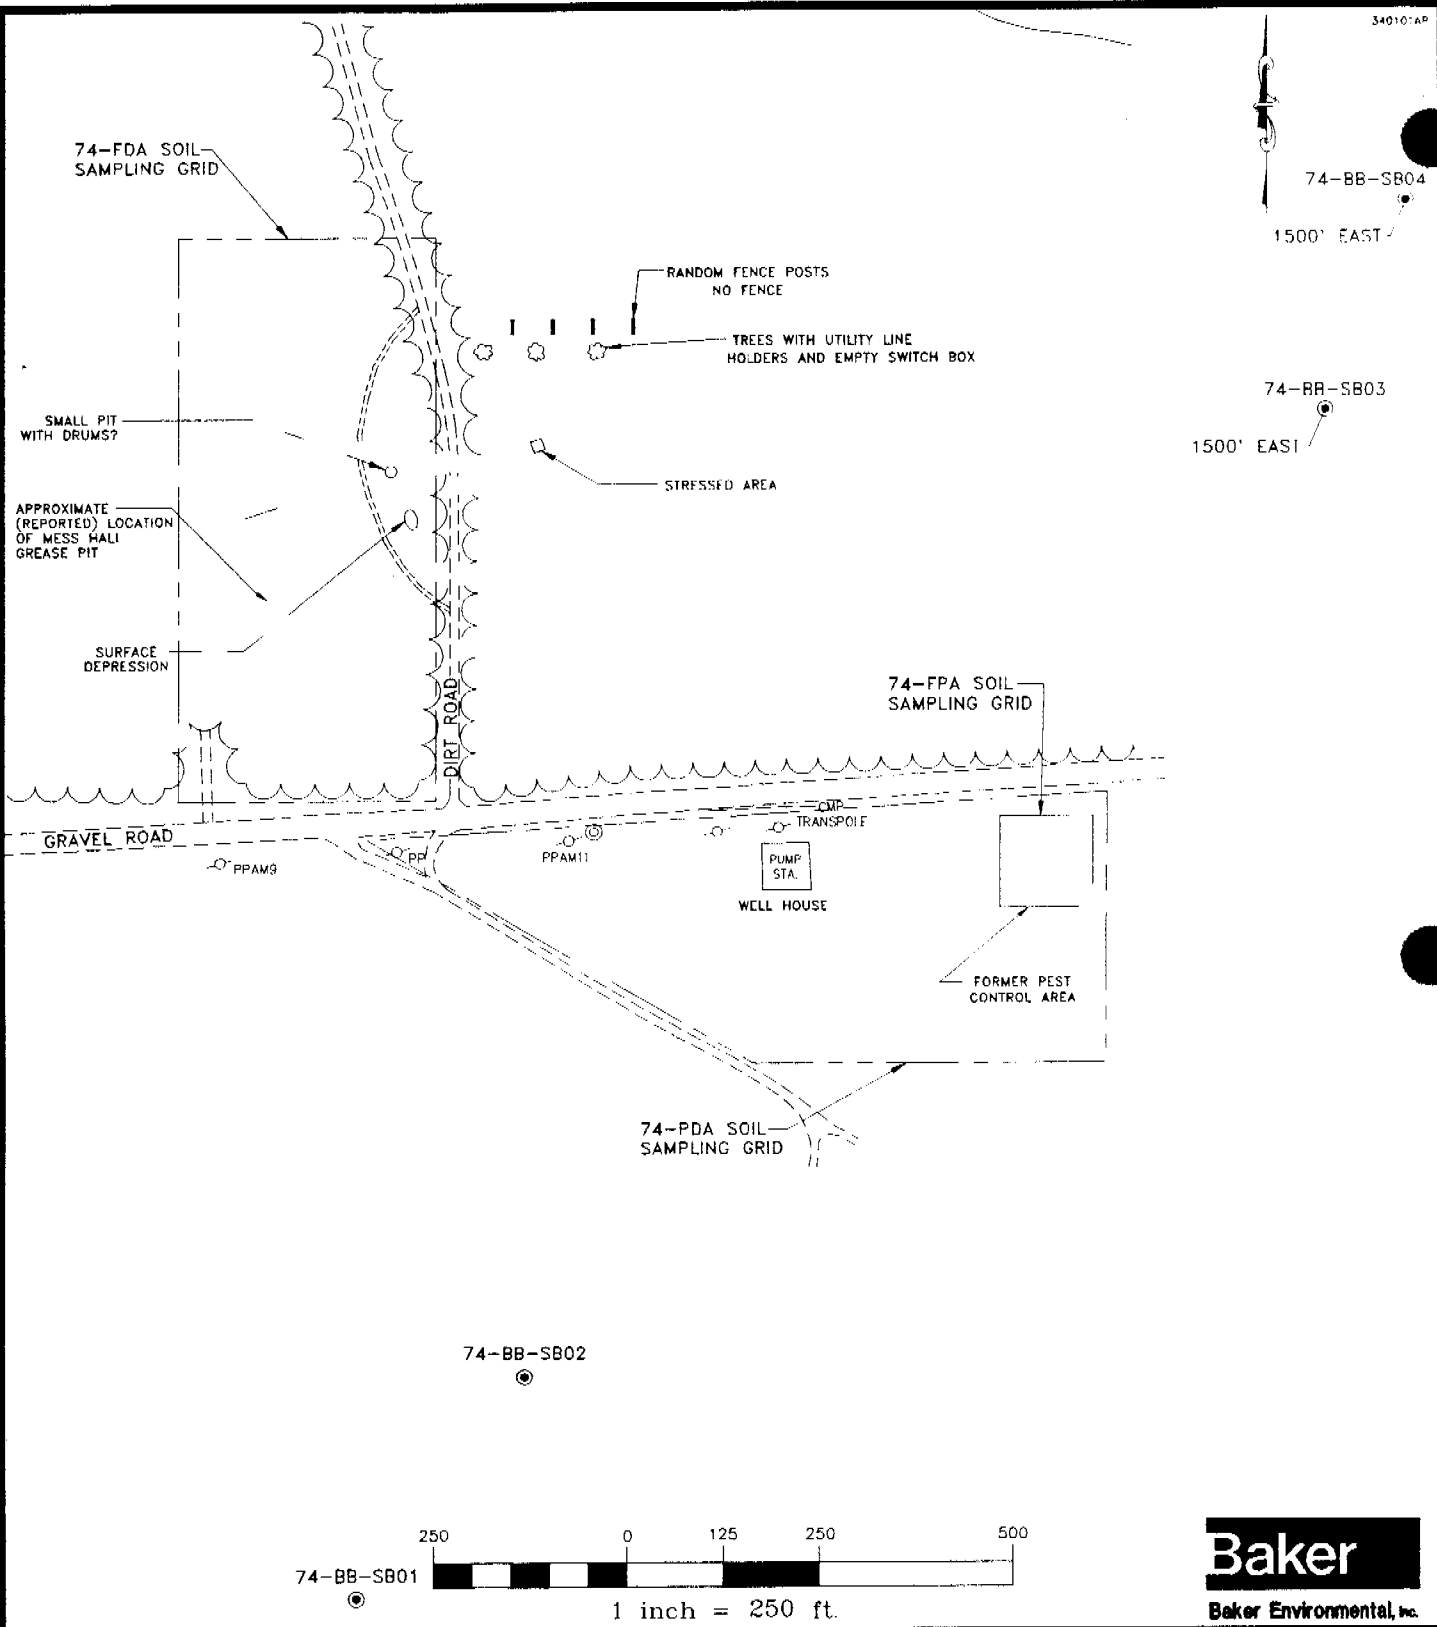 340101AP
74-FDA SOIL
SAMPLING GRID
74-BB-SB04
1500' EAST
RANDOM FENCE POSTS
NO FENCE
TREES WITH UTILITY LINE
HOLDERS AND EMPTY SWITCH BOX
74-BB-SB03
1500' EAST
SMALL PIT
WITH DRUMS?
STRESSED AREA
APPROXIMATE
(REPORTED) LOCATION
OF MESS HALL
GREASE PIT
SURFACE
DEPRESSION
DIRT ROAD
74-FPA SOIL
SAMPLING GRID
GRAVEL ROAD
CMP
TRANSPOLE
PPAM9
PP
PPAM11
PUMP
STA.
WELL HOUSE
FORMER PEST
CONTROL AREA
74-PDA SOIL
SAMPLING GRID
74-BB-SB02
250 0 125 250 500
74-BB-SB01
1 inch = 250 ft.
Baker
Baker Environmental, Inc.